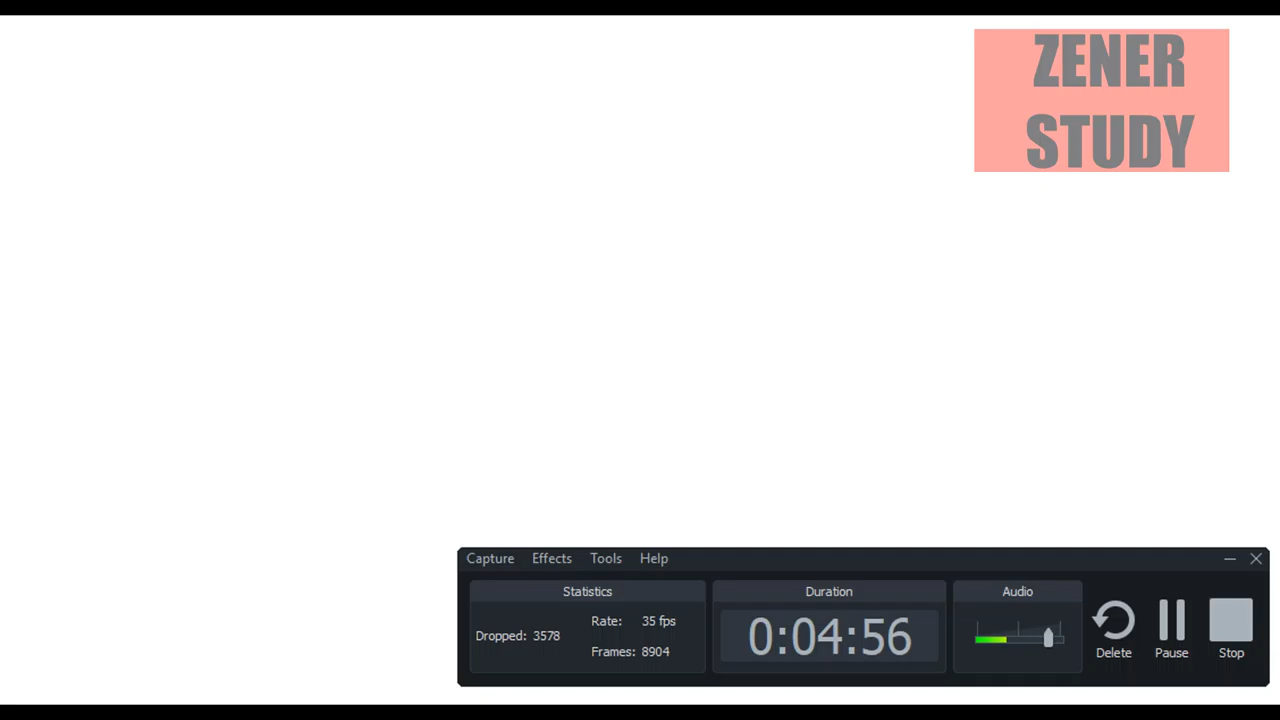 ZENER
STUDY
Capture Effects Tools Help
Statistics
Duration
Audio
Rate: 35 fps
Dropped: 3578
Frames: 8904
0:04:56
Delete
Pause
Stop